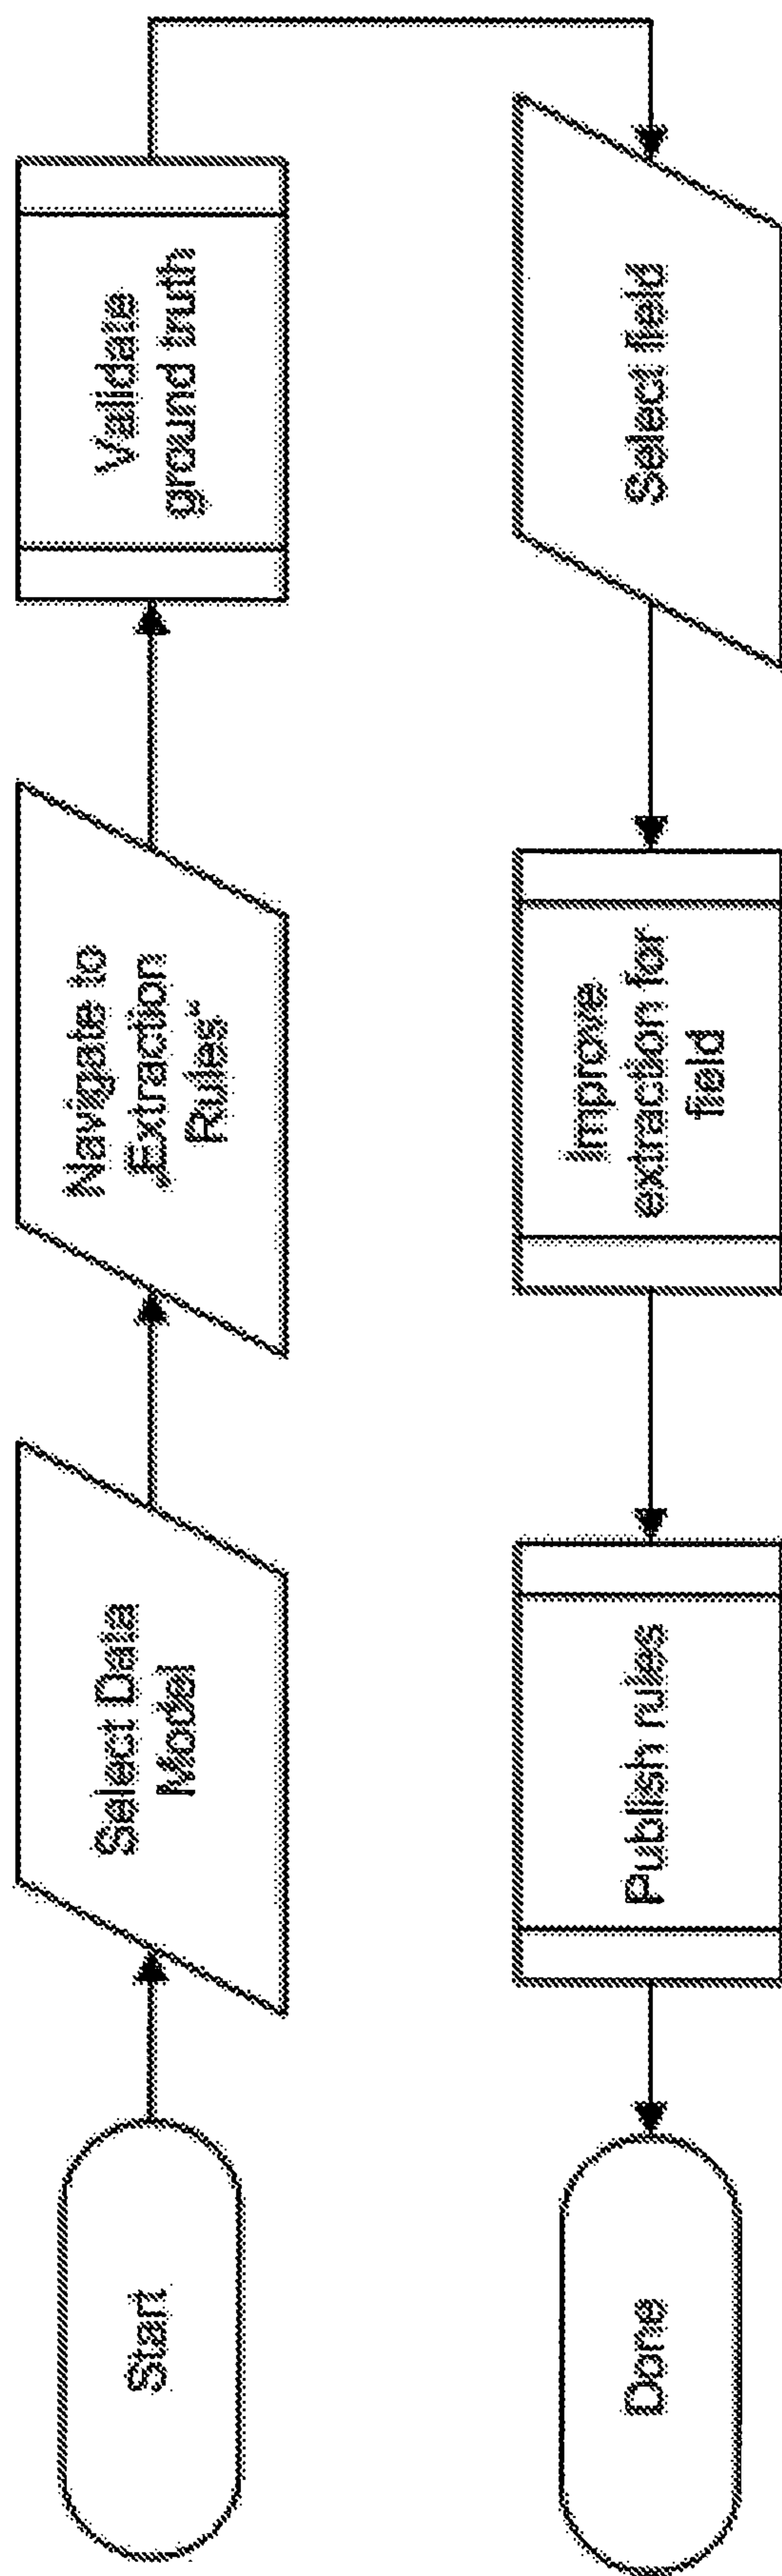 Start
Select Data
Model
Navigate to
„Extraction
Rules“
Validate
ground truth
Select field
Improve
extraction for
field
Publish rules
Done